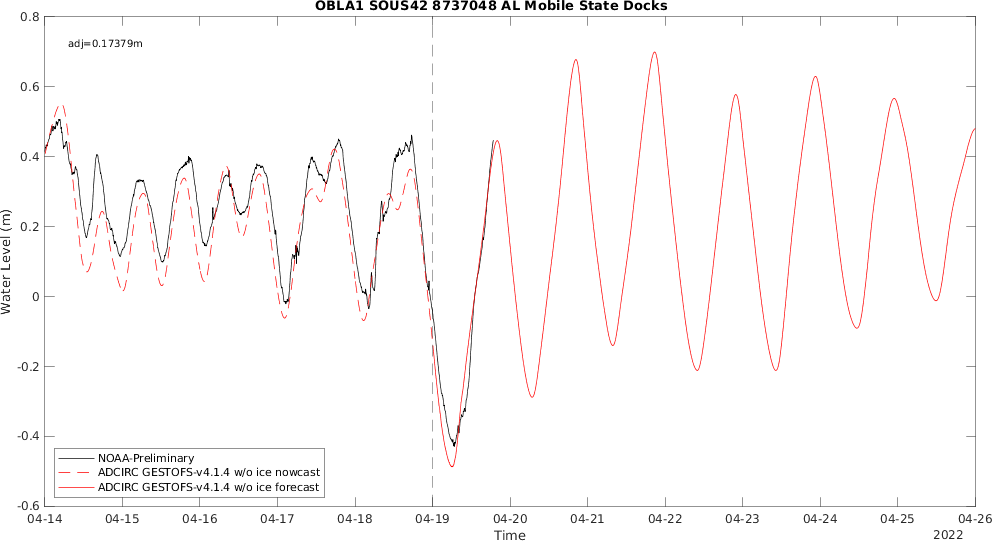 OBLA1 SOUS42 8737048 AL Mobile State Docks
adj=0.17379m
0.8
0.6
0.4
0.2
0
-0.2
-0.4
-0.6
Water Level (m)
NOAA-Preliminary
ADCIRC GESTOFS-v4.1.4 w/o ice nowcast
ADCIRC GESTOFS-v4.1.4 w/o ice forecast
04-14 04-15 04-16 04-17 04-18 04-19 04-20 04-21 04-22 04-23 04-24 04-25 04-26
Time
2022